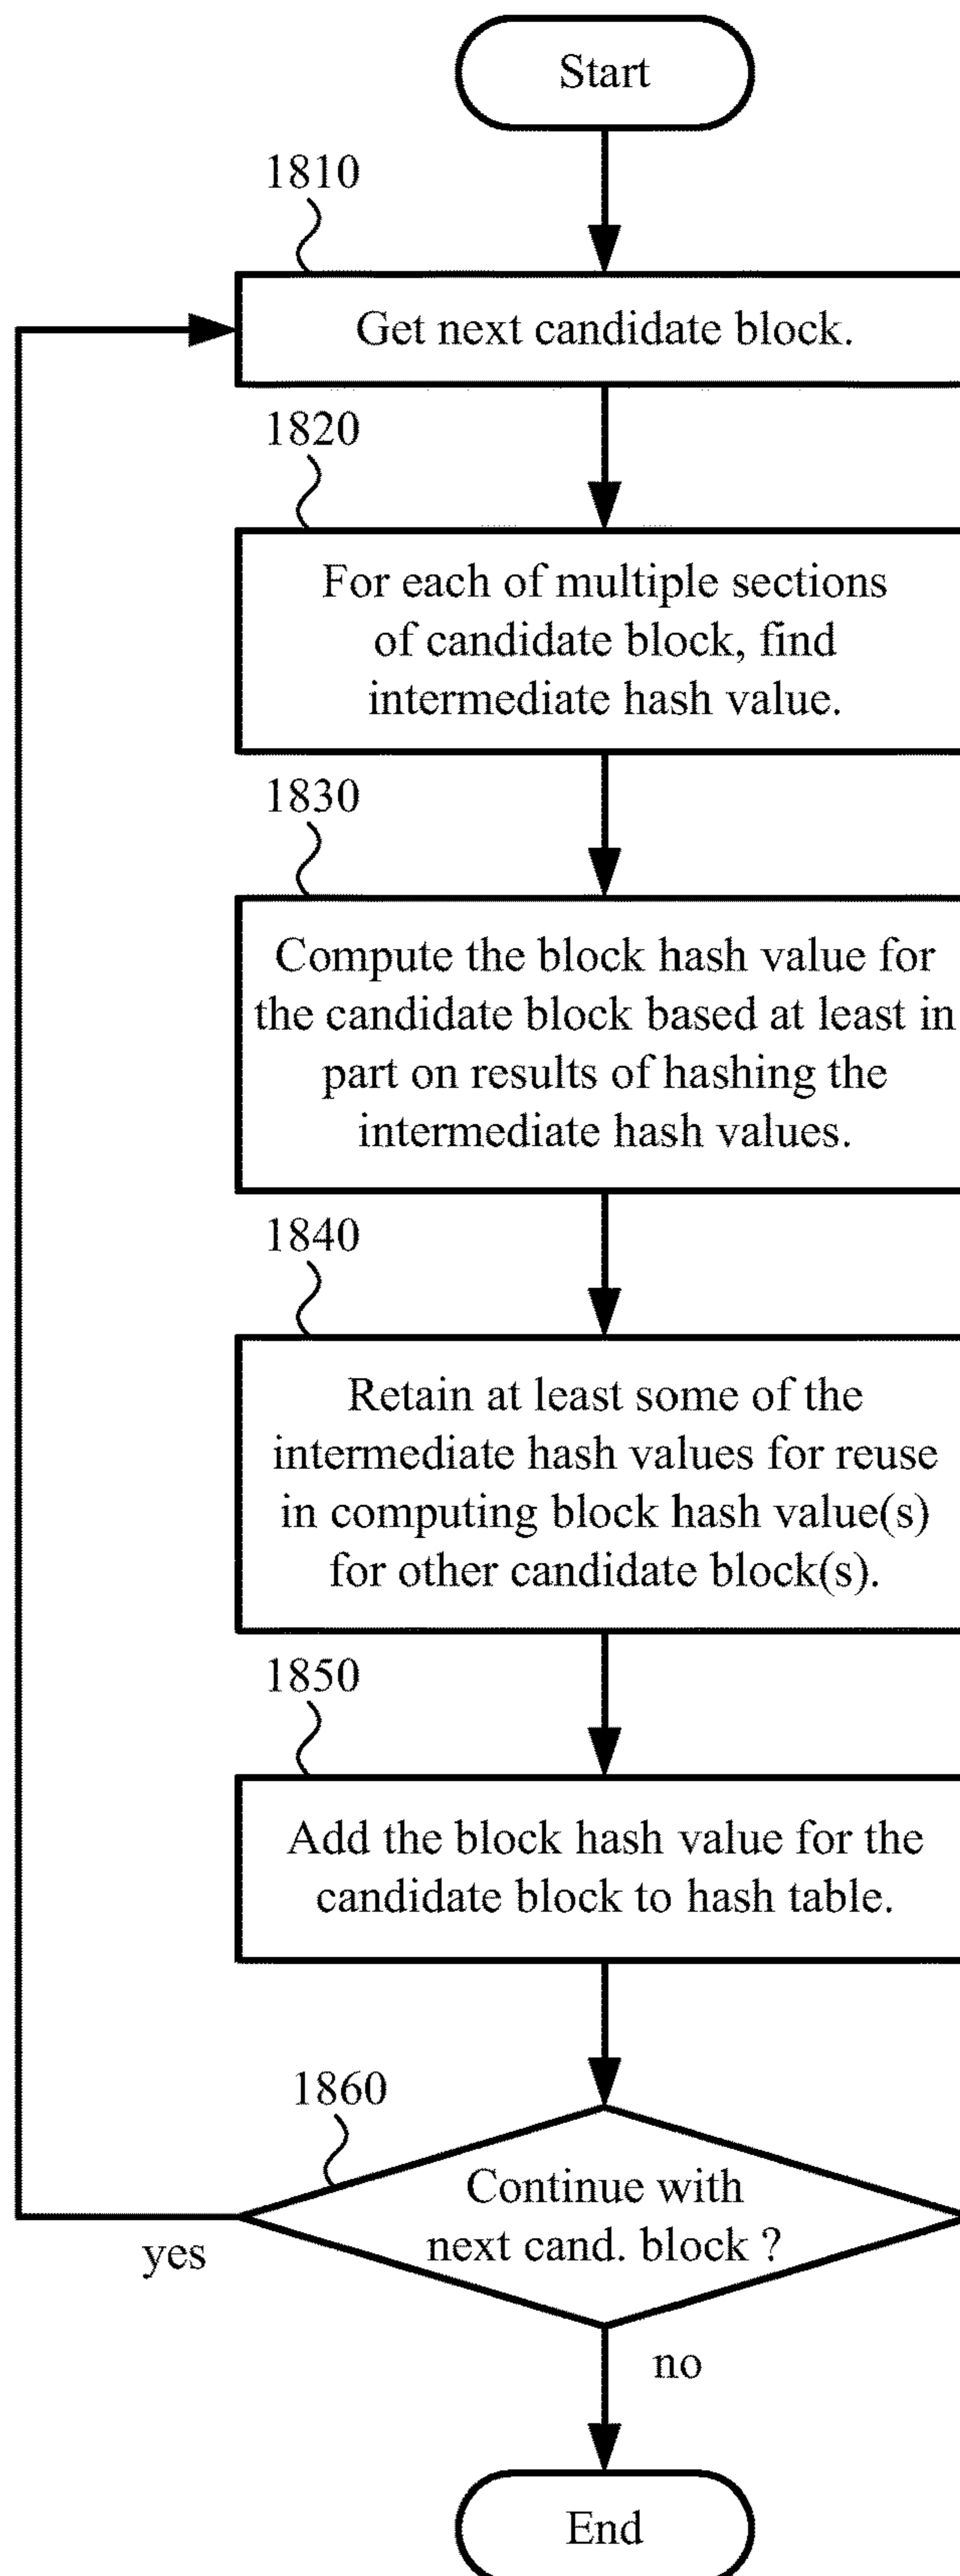 Start
1810
Get next candidate block.
1820
For each of multiple sections
of candidate block, find
intermediate hash value.
1830
Compute the block hash value for
the candidate block based at least in
part on results of hashing the
intermediate hash values.
1840
Retain at least some of the
intermediate hash values for reuse
in computing block hash value(s)
for other candidate block(s).
1850
Add the block hash value for the
candidate block to hash table.
1860
Continue with
next cand. block ?
yes
no
End